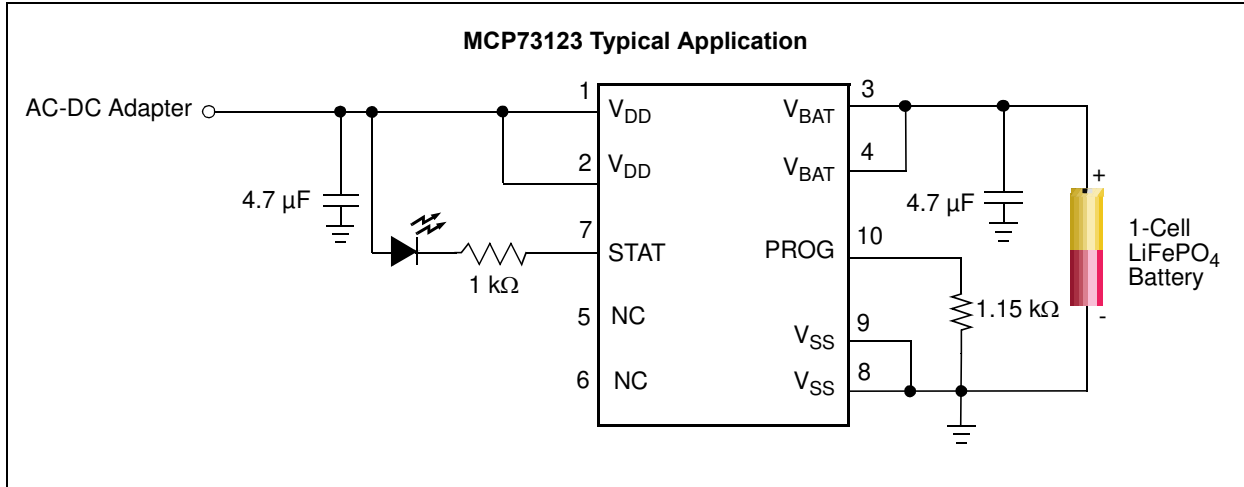 MCP73123 Typical Application
AC-DC Adapter
1
VDD
2
VDD
4.7 µF
7
STAT
1 kΩ
5
NC
6
NC
3
VBAT
4
VBAT
4.7 µF
10
PROG
1.15 kΩ
9
VSS
8
VSS
+
1-Cell
LiFePO4
Battery
-